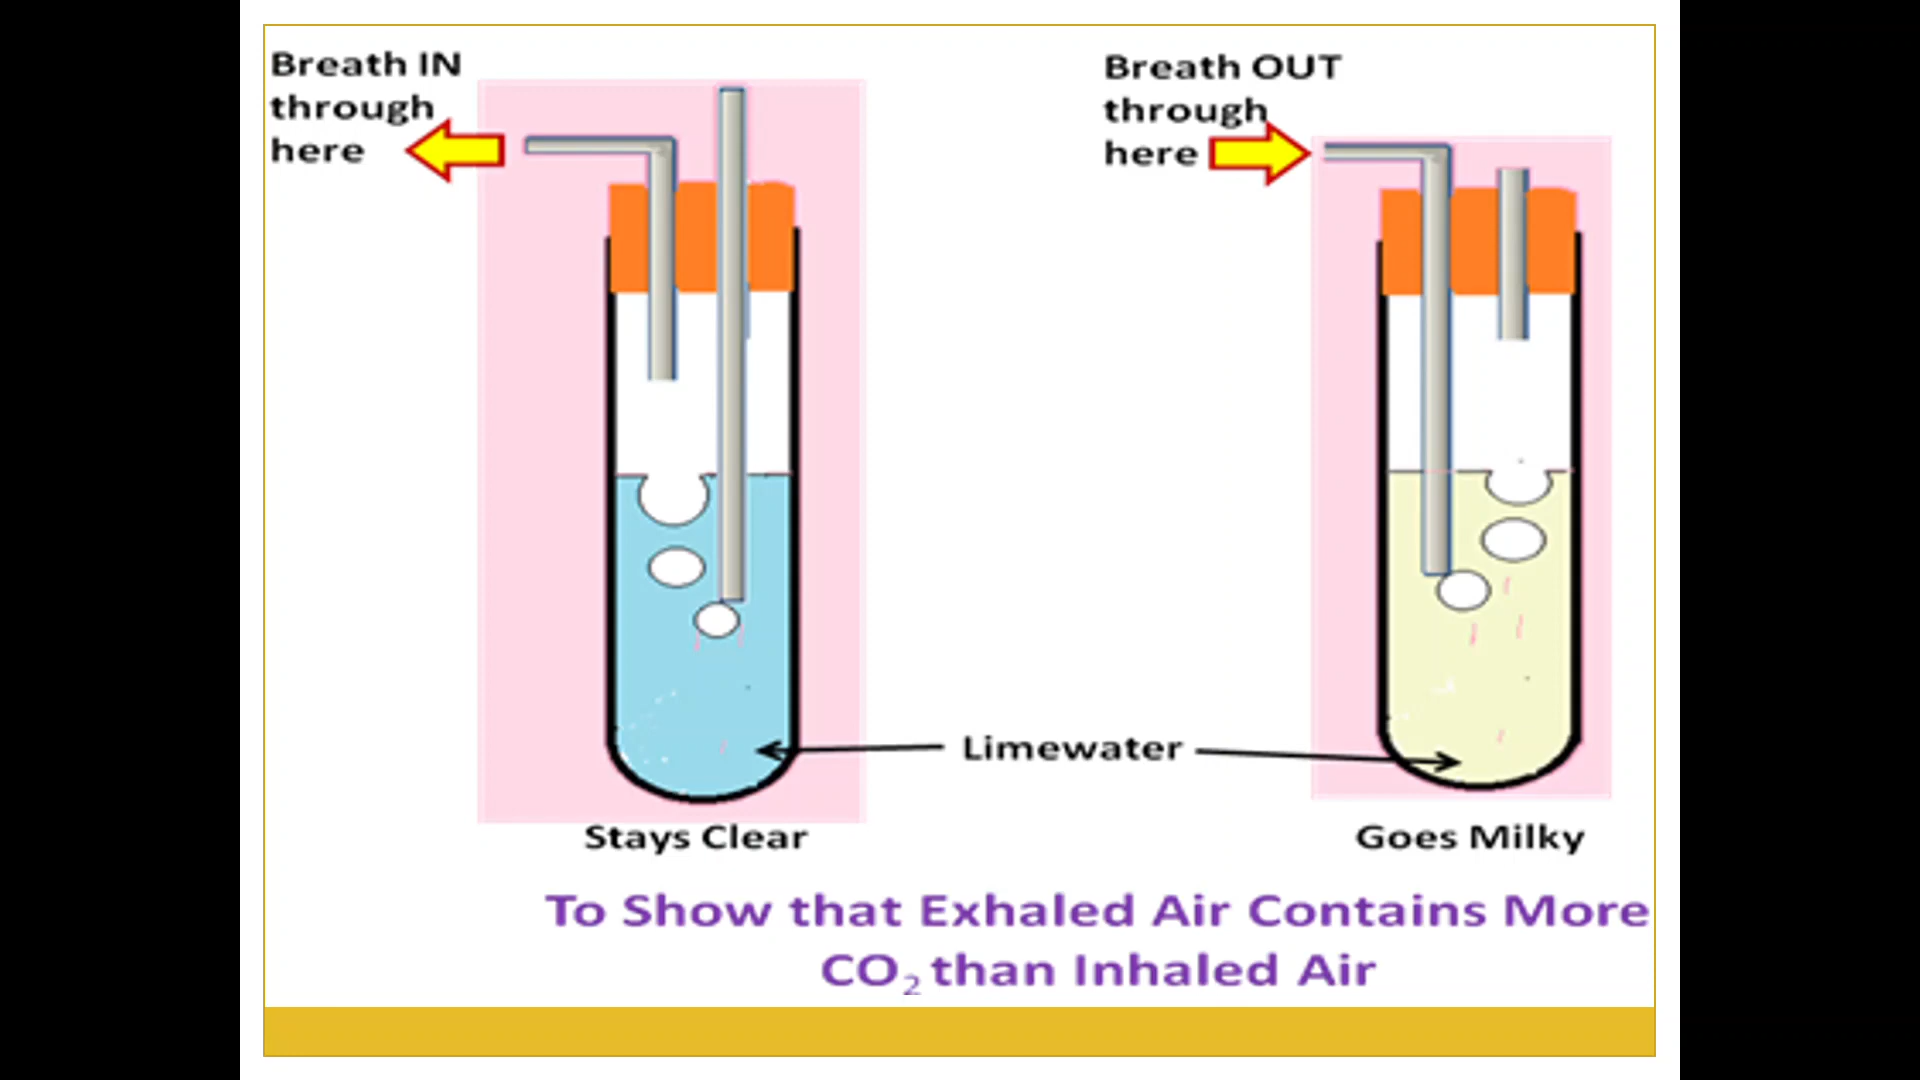 Breath IN
through
here
Breath OUT
through
here
Limewater
Stays Clear
Goes Milky
To Show that Exhaled Air Contains More
CO₂ than Inhaled Air